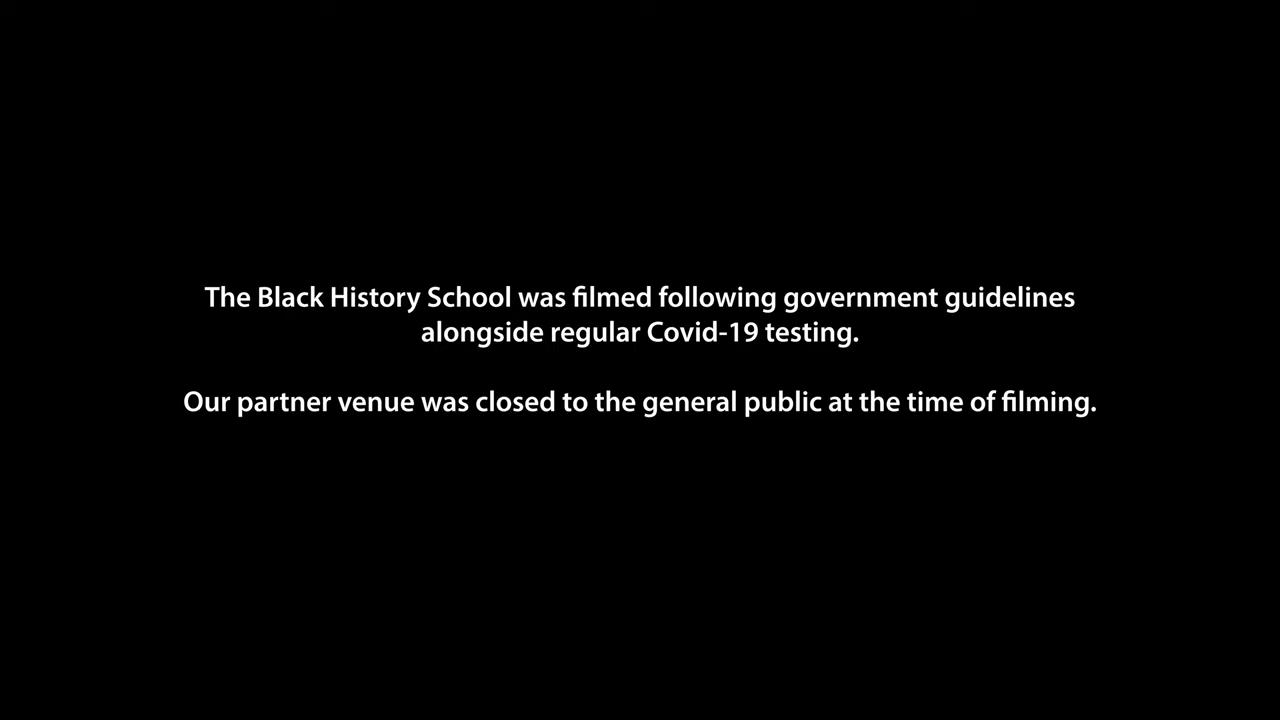 The Black History School was filmed following government guidelines
alongside regular Covid-19 testing.
Our partner venue was closed to the general public at the time of filming.